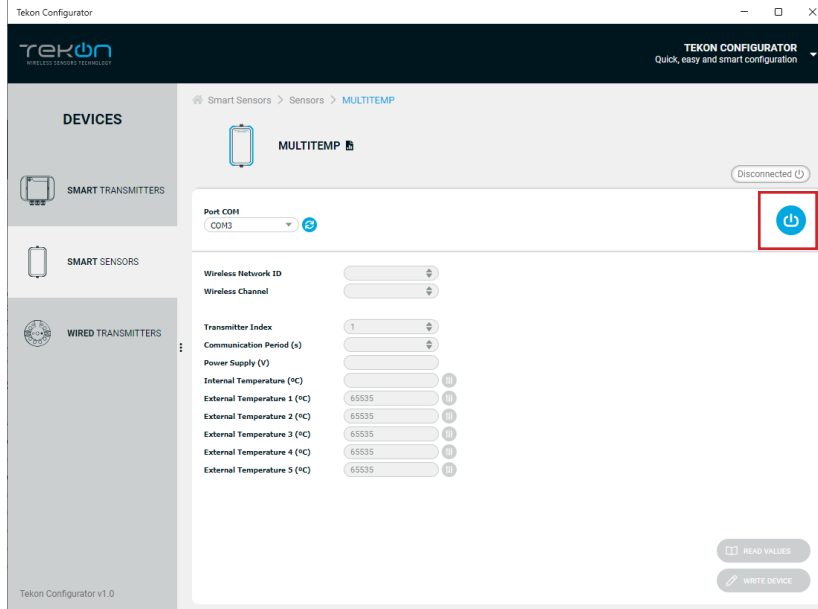 Tekon Configurator
TEKON
WIRELESS SENSORS TECHNOLOGY
TEKON CONFIGURATOR
Quick, easy and smart configuration
DEVICES
SMART TRANSMITTERS
SMART SENSORS
WIRED TRANSMITTERS
Tekon Configurator v1.0
Smart Sensors > Sensors > MULTITEMP
MULTITEMP
Disconnected
Port COM
COM3
Wireless Network ID
Wireless Channel
Transmitter Index 1
Communication Period (s)
Power Supply (V)
Internal Temperature (ºC)
External Temperature 1 (ºC) 65535
External Temperature 2 (ºC) 65535
External Temperature 3 (ºC) 65535
External Temperature 4 (ºC) 65535
External Temperature 5 (ºC) 65535
READ VALUES
WRITE DEVICE